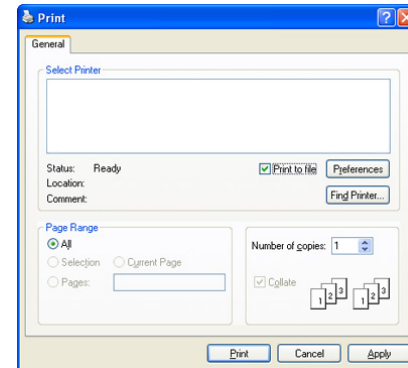 Print
General
Select Printer
Status: Ready
Print to file
Preferences
Location:
Comment:
Find Printer...
Page Range
All
Selection
Current Page
Pages:
Number of copies: 1
Collate
1 2 3 1 2 3
Print
Cancel
Apply